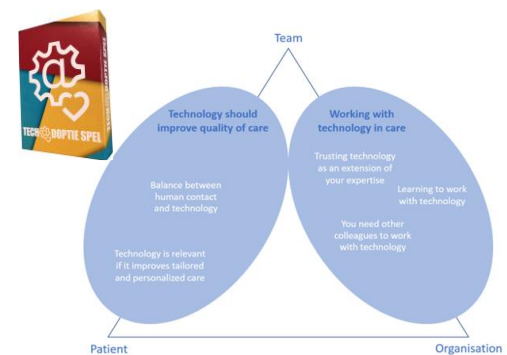 Team
TECH@DOPTIE SPEL
Technology should
improve quality of care
Balance between
human contact
and technology
Technology is relevant
if it improves tailored
and personalized care
Working with
technology in care
Trusting technology
as an extension of
your expertise
Learning to work
with technology
You need other
colleagues to work
with technology
Patient
Organisation